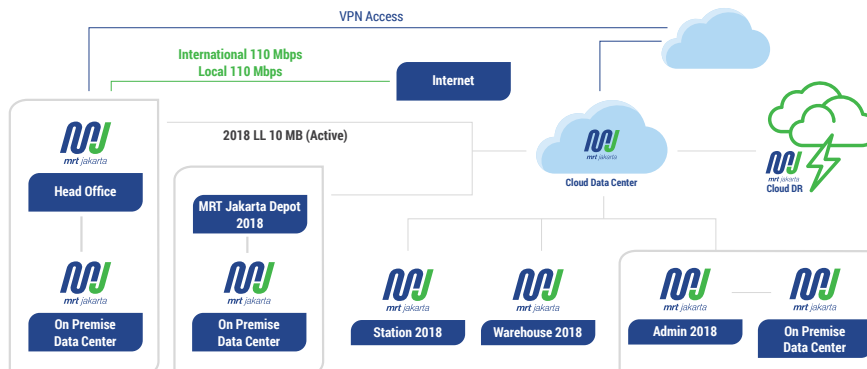 VPN Access
International 110 Mbps
Local 110 Mbps
Internet
mrt jakarta
2018 LL 10 MB (Active)
Head Office
MRT Jakarta Depot
2018
Cloud Data Center
mrt jakarta
mrt jakarta
Cloud DR
mrt jakarta
On Premise
Data Center
mrt jakarta
On Premise
Data Center
mrt jakarta
Station 2018
mrt jakarta
Warehouse 2018
mrt jakarta
Admin 2018
mrt jakarta
On Premise
Data Center